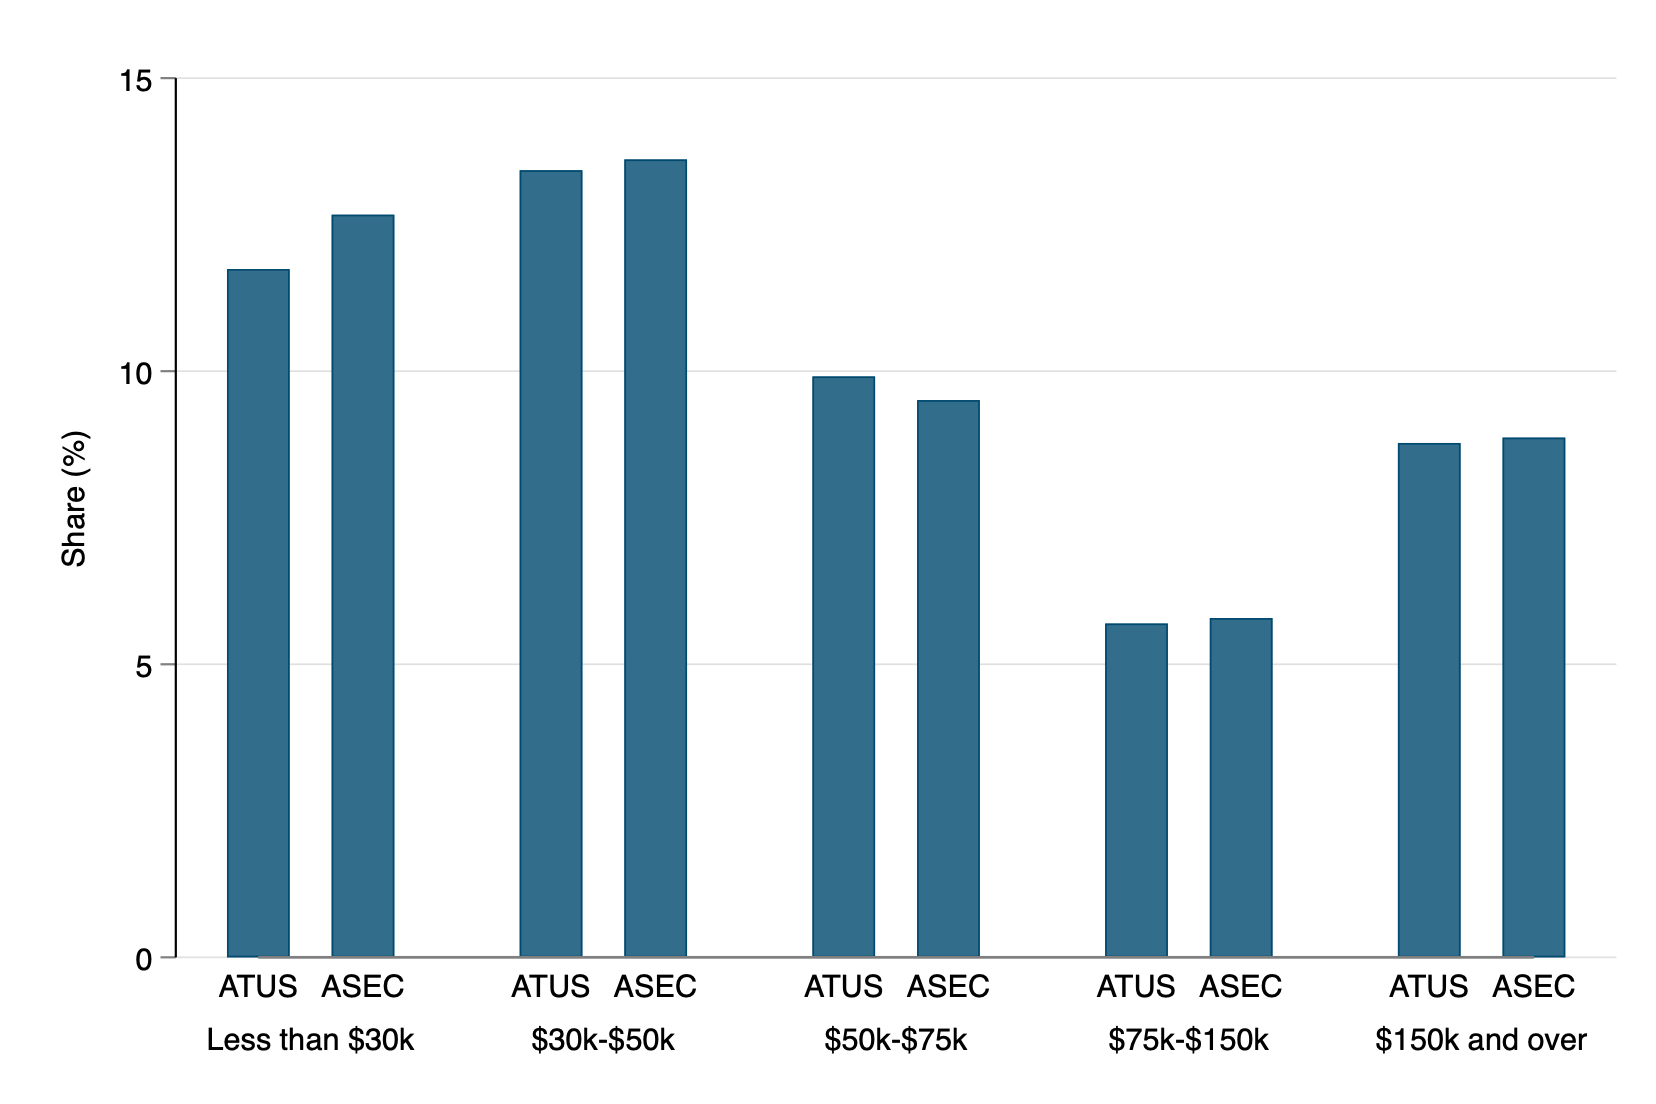 15
10
5
0
Share (%)
ATUS ASEC ATUS ASEC ATUS ASEC ATUS ASEC ATUS ASEC
Less than $30k $30k-$50k $50k-$75k $75k-$150k $150k and over